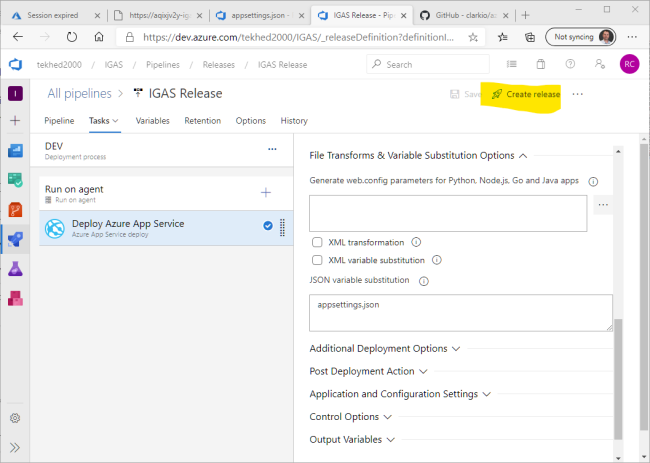 Session expired
https://aqixjv2y-ig
appsettings.json -
IGAS Release - Pip
GitHub - clarkio/a
https://dev.azure.com/tekhed2000/IGAS/_releaseDefinition?definitionI...
Not syncing
tekhed2000 / IGAS / Pipelines / Releases / IGAS Release
Search
RC
I
All pipelines > IGAS Release
Save
Create release
Pipeline Tasks Variables Retention Options History
DEV
Deployment process
Run on agent
Run on agent
Deploy Azure App Service
Azure App Service deploy
File Transforms & Variable Substitution Options
Generate web.config parameters for Python, Node.js, Go and Java apps
XML transformation
XML variable substitution
JSON variable substitution
appsettings.json
Additional Deployment Options
Post Deployment Action
Application and Configuration Settings
Control Options
Output Variables